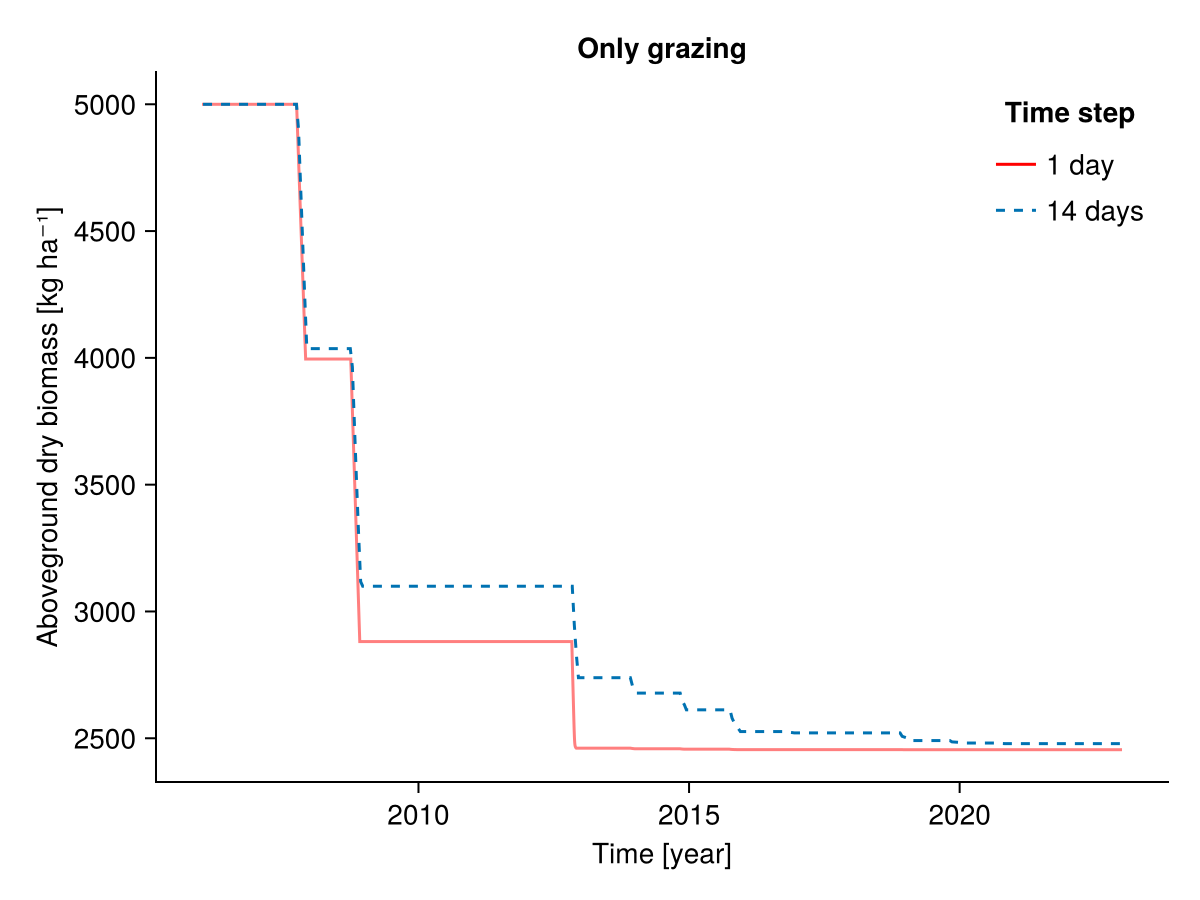 Only grazing
Time step
1 day
14 days
Aboveground dry biomass [kg ha⁻¹]
5000
4500
4000
3500
3000
2500
2010
2015
2020
Time [year]